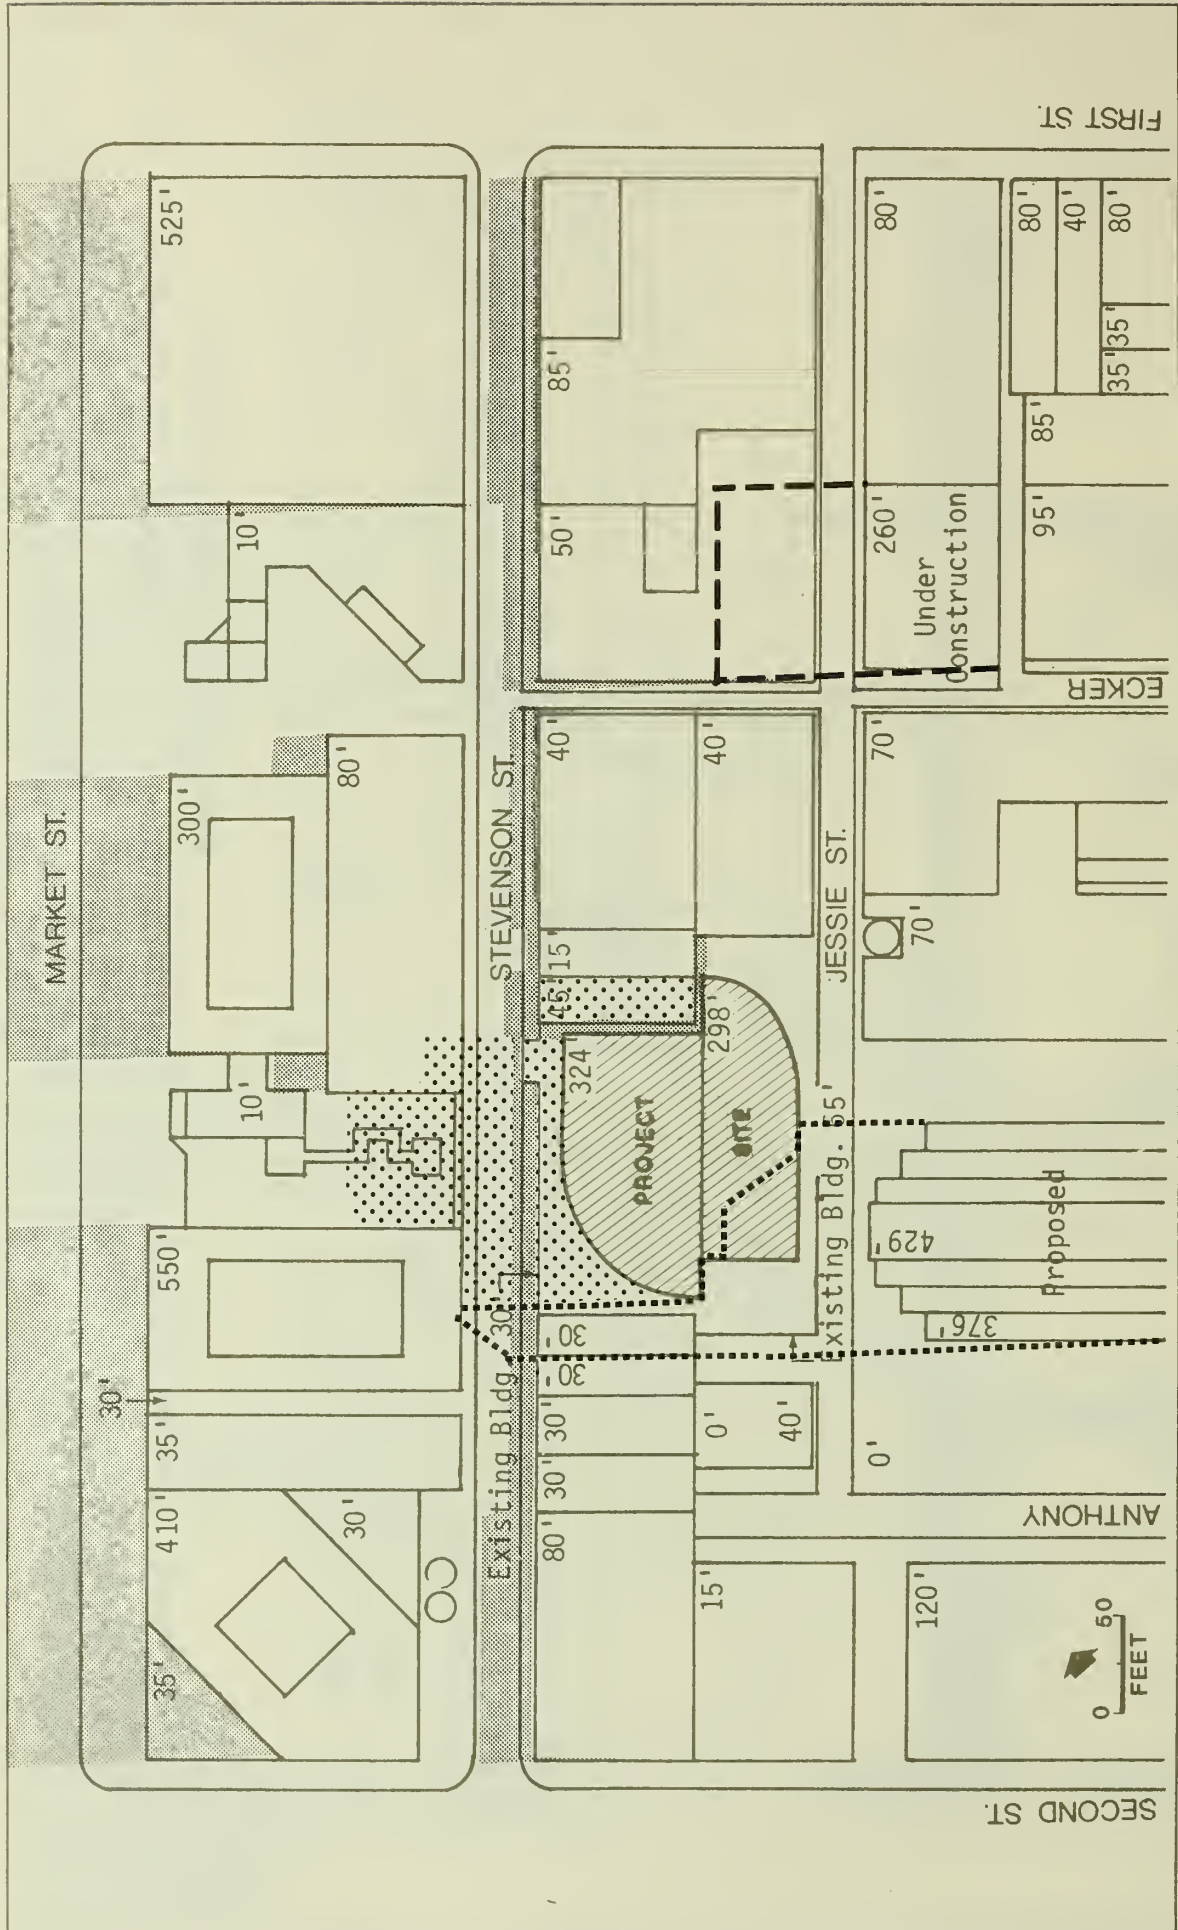 MARKET ST.
STEVENSON ST.
JESSIE ST.
FIRST ST.
ECKER
ANTHONY
SECOND ST.
525'
10'
300'
80'
10'
550'
30'
35'
410'
30'
35'
85'
50'
40'
40'
15'
45'
324'
298'
PROJECT
SITE
Existing Bldg. 30'
30'
30'
30'
30'
80'
0'
40'
15'
80'
260'
Under
Construction
80'
40'
80'
35'
35'
85'
95'
70'
70'
Existing Bldg. 65'
429'
Proposed
376'
0'
120'
0 50
FEET